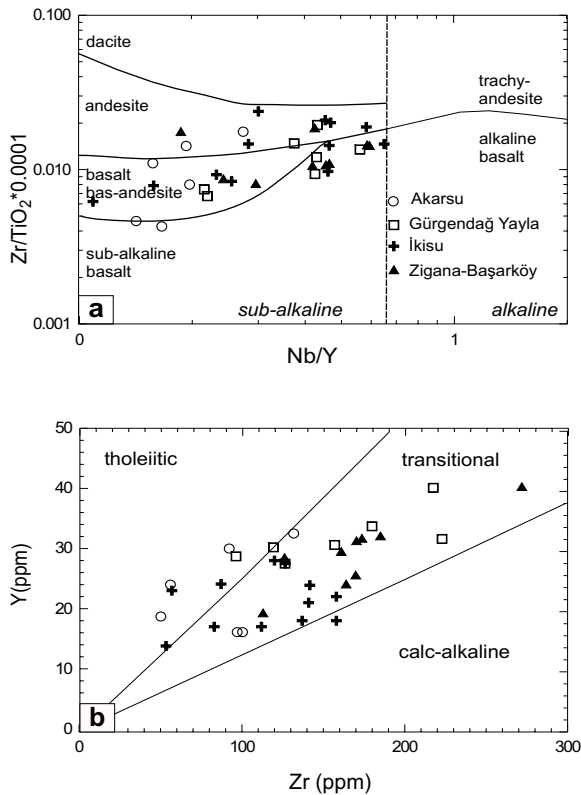 0.100
dacite
andesite
trachy-
andesite
Zr/TiO2*0.0001
0.010
basalt
bas-andesite
alkaline
basalt
Akarsu
Gürgendağ Yayla
İkisu
Zigana-Başarköy
sub-alkaline
basalt
a
sub-alkaline
alkaline
0.001
0
1
Nb/Y
50
tholeiitic
transitional
40
30
Y(ppm)
20
calc-alkaline
10
b
0
0
100
200
300
Zr (ppm)